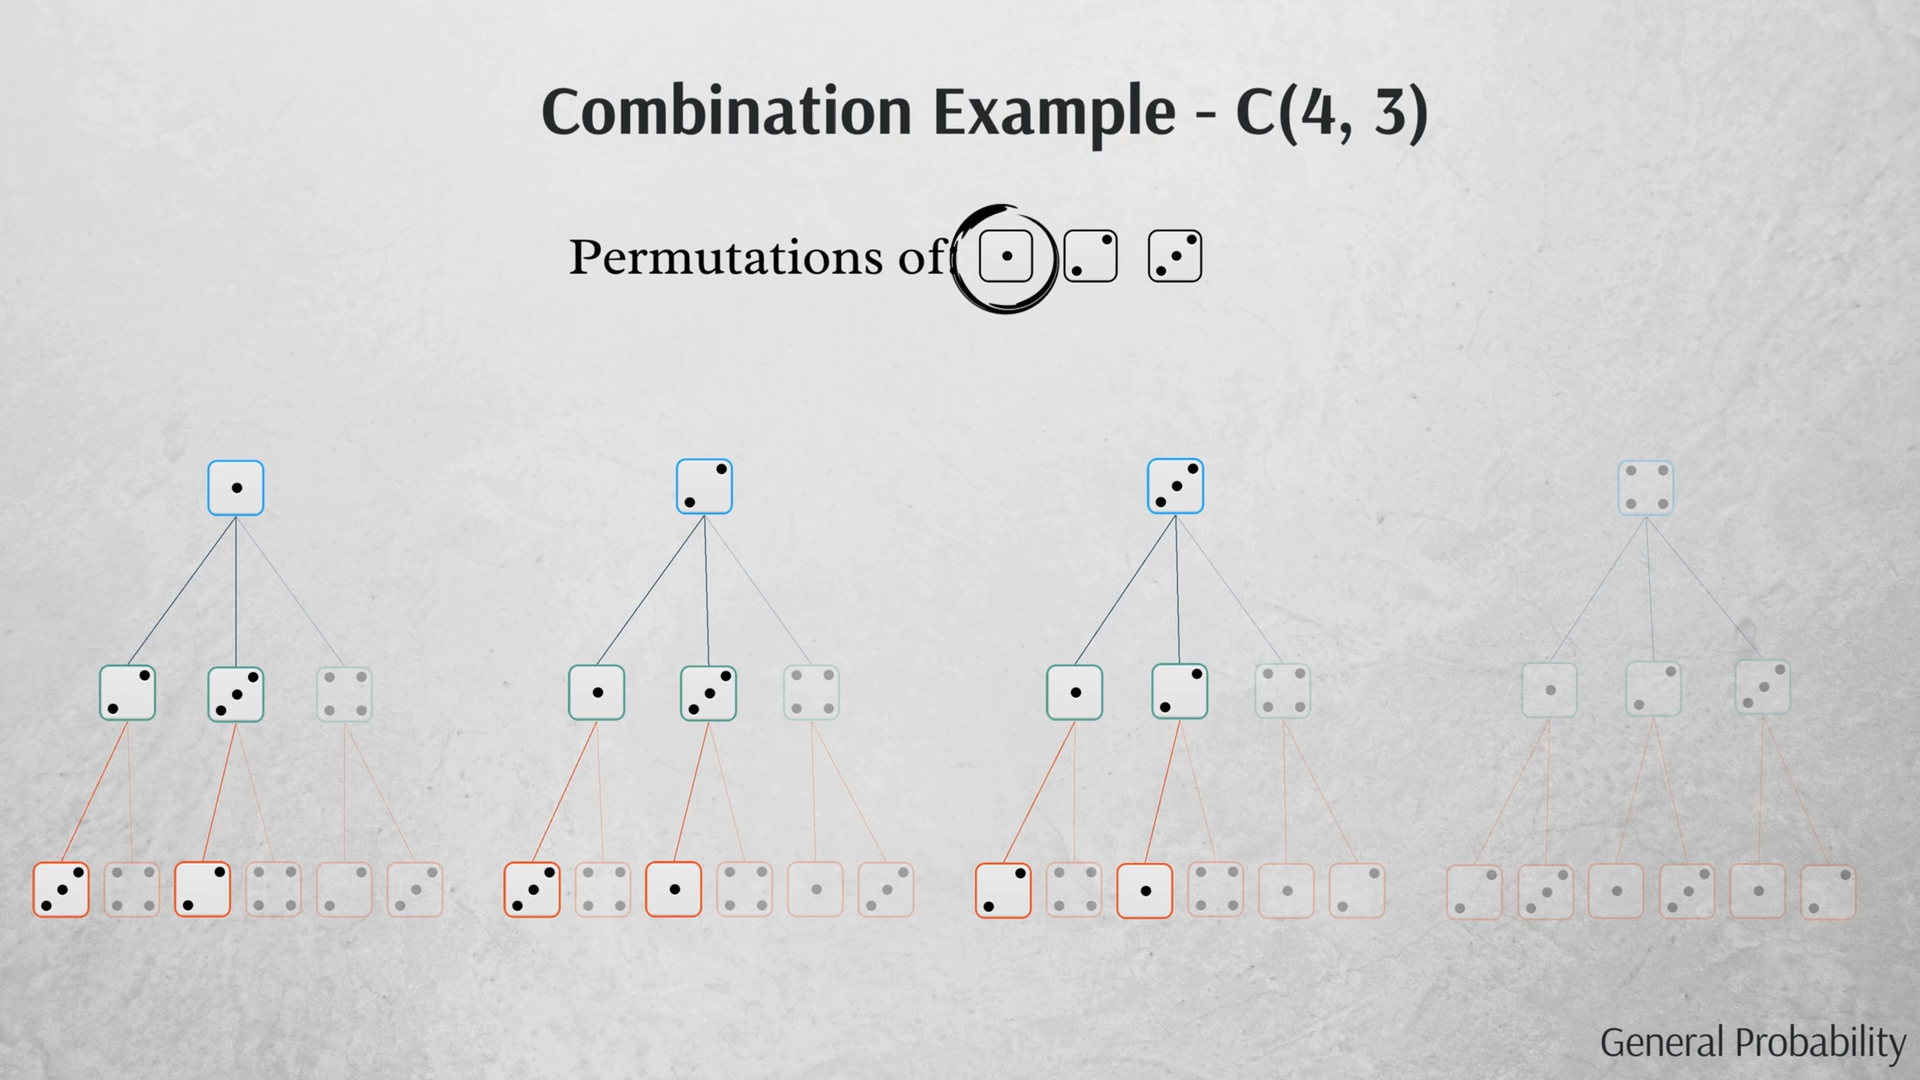 Combination Example - C(4, 3)
Permutations of:
General Probability